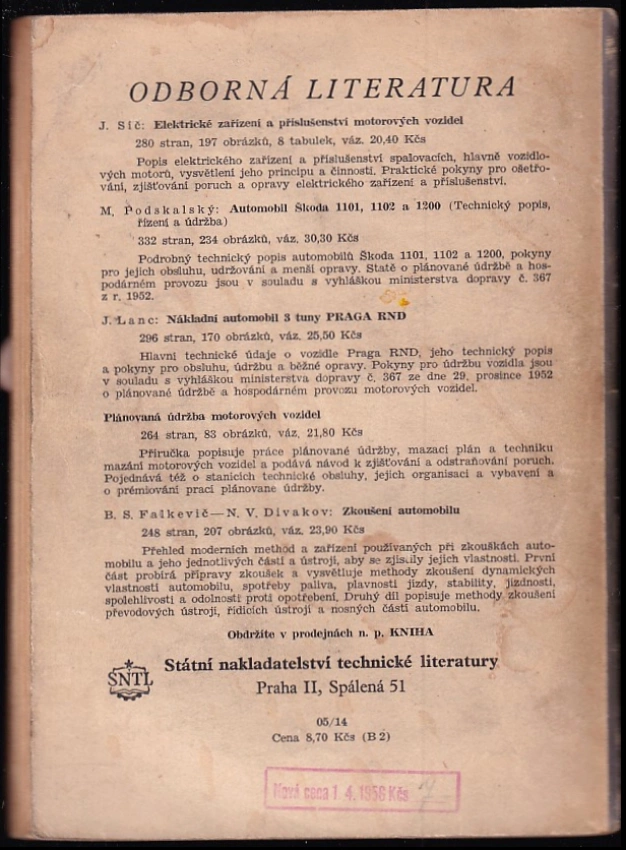 ODBORNÁ LITERATURA
J. Síč: Elektrické zařízení a příslušenství motorových vozidel
280 stran, 197 obrázků, 8 tabulek, váz. 20,40 Kčs
Popis elektrického zařízení a příslušenství spalovacích, hlavně vozidlo-
vých motorů, vysvětlení jeho principu a činnosti. Praktické pokyny pro ošetřo-
vání, zjišťování poruch a opravy elektrického zařízení a příslušenství.
M. Podskalský: Automobil Škoda 1101, 1102 a 1200 (Technický popis,
řízení a údržba)
332 stran, 234 obrázků, váz. 30,30 Kčs
Podrobný technický popis automobilů Škoda 1101, 1102 a 1200, pokyny
pro jejich obsluhu, udržování a menší opravy. Statě o plánované údržbě a hos-
podárném provozu jsou v souladu s vyhláškou ministerstva dopravy č. 367
z r. 1952.
J. Lanc: Nákladní automobil 3 tuny PRAGA RND
296 stran, 170 obrázků, váz. 25,50 Kčs
Hlavní technické údaje o vozidle Praga RND, jeho technický popis
a pokyny pro obsluhu, údržbu a běžné opravy. Pokyny pro údržbu vozidla jsou
v souladu s vyhláškou ministerstva dopravy č. 367 ze dne 29. prosince 1952
o plánované údržbě a hospodárném provozu motorových vozidel.
Plánovaná údržba motorových vozidel
264 stran, 83 obrázků, váz. 21,80 Kčs
Příručka popisuje práce plánované údržby, mazací plán a techniku
mazání motorových vozidel a podává návod k zjišťování a odstraňování poruch.
Pojednává též o stanicích technické obsluhy, jejich organisaci a vybavení a
o prémiování prací plánované údržby.
B. S. Falkevič—N. V. Divakov: Zkoušení automobilu
248 stran, 207 obrázků, váz. 23,90 Kčs
Přehled moderních method a zařízení používaných při zkouškách auto-
mobilu a jeho jednotlivých částí a ústrojí, aby se zjistily jejich vlastnosti. První
část probírá přípravy zkoušek a vysvětluje methody zkoušení dynamických
vlastností automobilu, spotřeby paliva, plavnosti jízdy, stability, jízdnosti,
spolehlivosti a odolnosti proti opotřebení. Druhý díl popisuje methody zkoušení
převodových ústrojí, řídicích ústrojí a nosných částí automobilu.
Obdržíte v prodejnách n. p. KNIHA
SNTL
Státní nakladatelství technické literatury
Praha II, Spálená 51
05/14
Cena 8,70 Kčs (B 2)
Nová cena 1. 4. 1956 Kčs